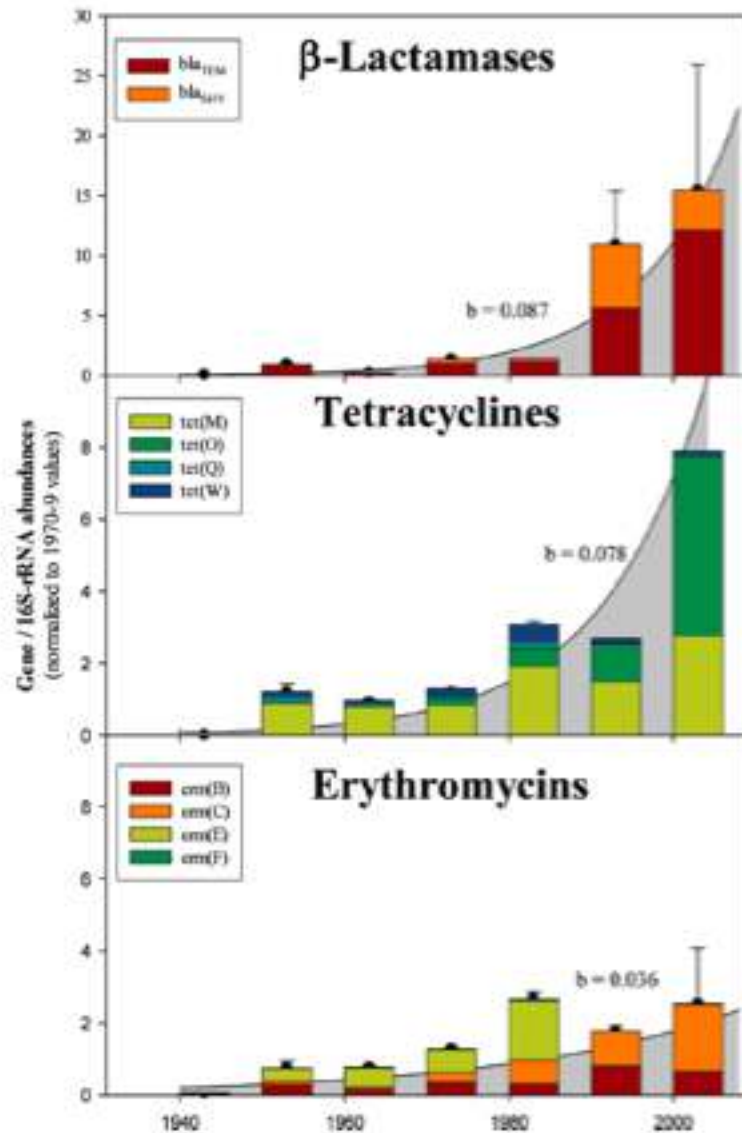 30
β-Lactamases
bla
bla
25
20
15
10
5
b = 0.087
0
Tetracyclines
tet(M)
tet(O)
tet(Q)
tet(W)
8
6
b = 0.078
4
2
0
Gene / 16S-rRNA abundances
(normalized to 1970-9 values)
Erythromycins
erm(B)
erm(C)
erm(E)
erm(F)
8
6
4
b = 0.036
2
0
1940
1960
1980
2000